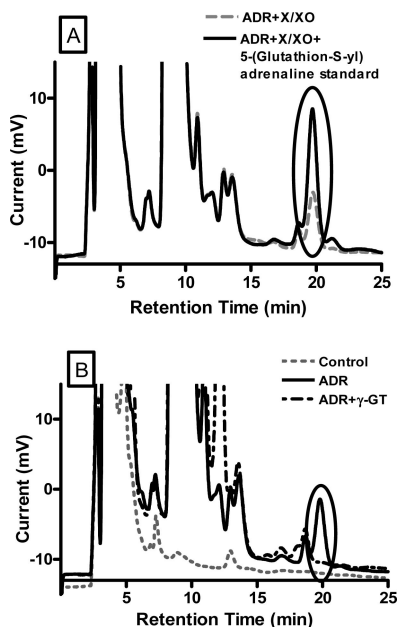 A
ADR+X/XO
ADR+X/XO+
5-(Glutathion-S-yl)
adrenaline standard
Current (mV)
10
0
-10
5
10
15
20
25
Retention Time (min)
B
Control
ADR
ADR+γ-GT
Current (mV)
10
0
-10
5
10
15
20
25
Retention Time (min)